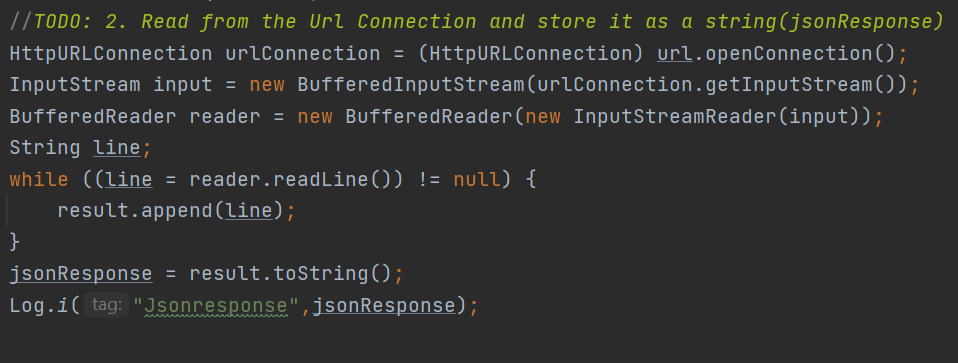 //TODO: 2. Read from the Url Connection and store it as a string(jsonResponse)
HttpURLConnection urlConnection = (HttpURLConnection) url.openConnection();
InputStream input = new BufferedInputStream(urlConnection.getInputStream());
BufferedReader reader = new BufferedReader(new InputStreamReader(input));
String line;
while ((line = reader.readLine()) != null) {
    result.append(line);
}
jsonResponse = result.toString();
Log.i( tag: "Jsonresponse",jsonResponse);